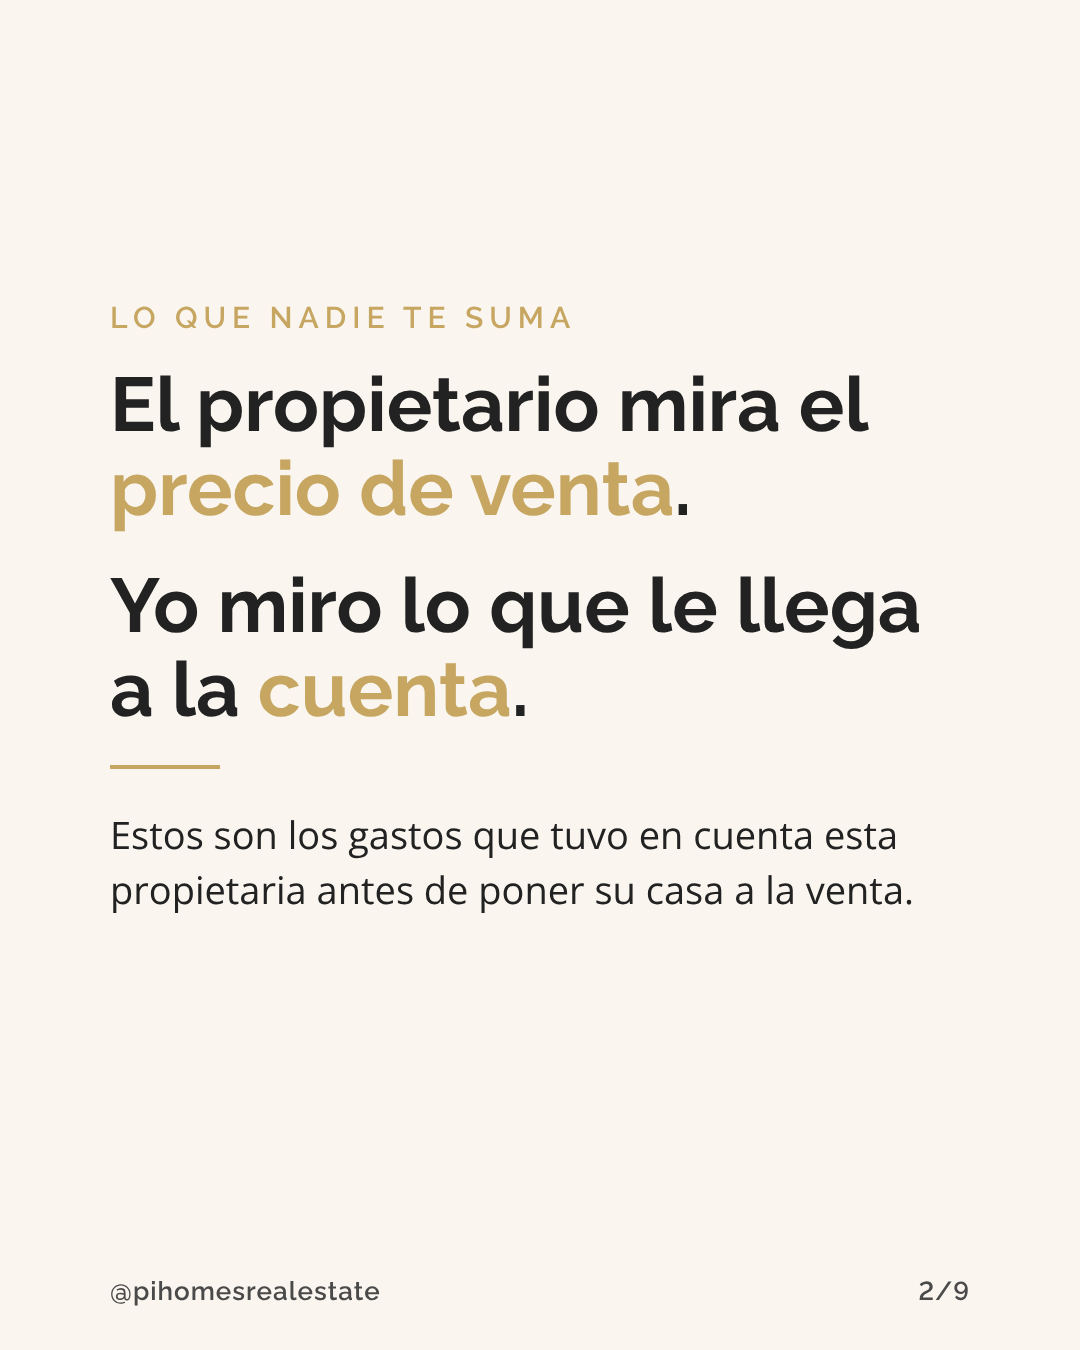 LO QUE NADIE TE SUMA
El propietario mira el
precio de venta.
Yo miro lo que le llega
a la cuenta.
Estos son los gastos que tuvo en cuenta esta
propietaria antes de poner su casa a la venta.
@pihomesrealestate
2/9